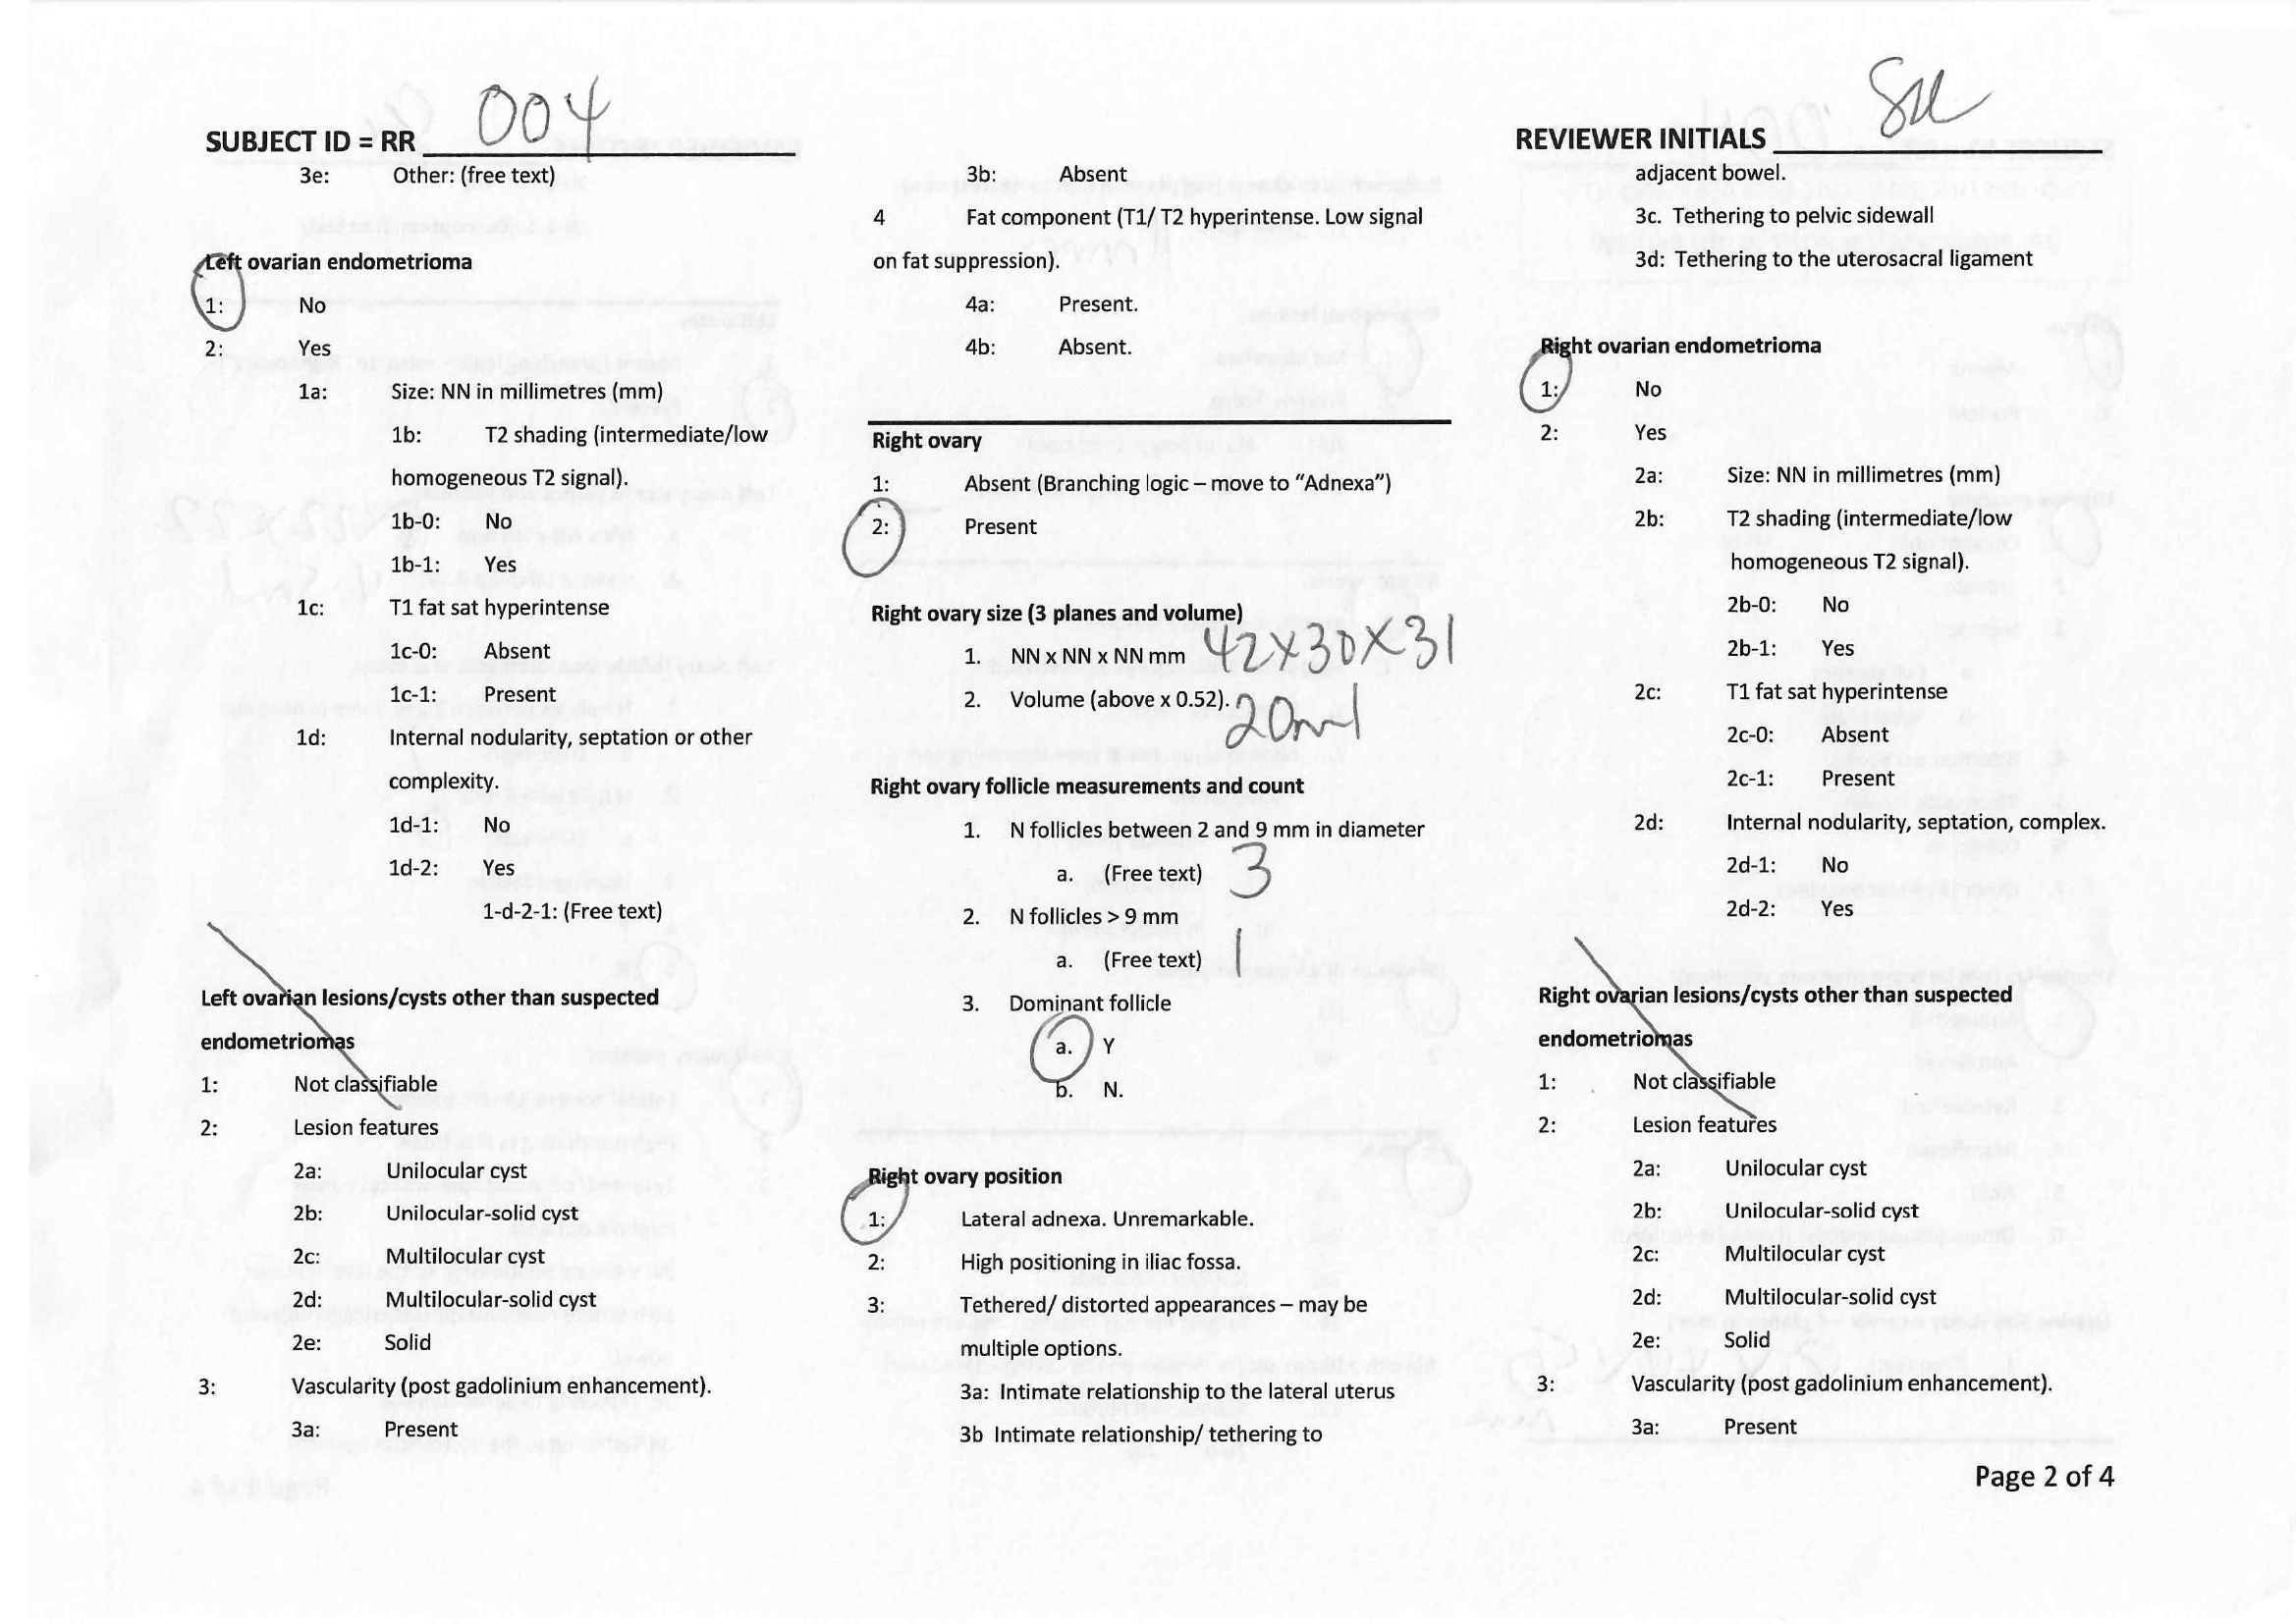 SUBJECT ID = RR 004
3e: Other: (free text)
Left ovarian endometrioma
1: No
2: Yes
1a: Size: NN in millimetres (mm)
1b: T2 shading (intermediate/low
homogeneous T2 signal).
1b-0: No
1b-1: Yes
1c: T1 fat sat hyperintense
1c-0: Absent
1c-1: Present
1d: Internal nodularity, septation or other
complexity.
1d-1: No
1d-2: Yes
1-d-2-1: (Free text)
Left ovarian lesions/cysts other than suspected
endometriomas
1: Not classifiable
2: Lesion features
2a: Unilocular cyst
2b: Unilocular-solid cyst
2c: Multilocular cyst
2d: Multilocular-solid cyst
2e: Solid
3: Vascularity (post gadolinium enhancement).
3a: Present
3b: Absent
4 Fat component (T1/ T2 hyperintense. Low signal
on fat suppression).
4a: Present.
4b: Absent.
Right ovary
1: Absent (Branching logic – move to “Adnexa”)
2: Present
Right ovary size (3 planes and volume)
1. NN x NN x NN mm 42x30x31
2. Volume (above x 0.52). 20ml
Right ovary follicle measurements and count
1. N follicles between 2 and 9 mm in diameter
a. (Free text) 3
2. N follicles > 9 mm
a. (Free text) 1
3. Dominant follicle
a. Y
b. N.
Right ovary position
1: Lateral adnexa. Unremarkable.
2: High positioning in iliac fossa.
3: Tethered/ distorted appearances – may be
multiple options.
3a: Intimate relationship to the lateral uterus
3b Intimate relationship/ tethering to
REVIEWER INITIALS
adjacent bowel.
3c. Tethering to pelvic sidewall
3d: Tethering to the uterosacral ligament
Right ovarian endometrioma
1: No
2: Yes
2a: Size: NN in millimetres (mm)
2b: T2 shading (intermediate/low
homogeneous T2 signal).
2b-0: No
2b-1: Yes
2c: T1 fat sat hyperintense
2c-0: Absent
2c-1: Present
2d: Internal nodularity, septation, complex.
2d-1: No
2d-2: Yes
Right ovarian lesions/cysts other than suspected
endometriomas
1: Not classifiable
2: Lesion features
2a: Unilocular cyst
2b: Unilocular-solid cyst
2c: Multilocular cyst
2d: Multilocular-solid cyst
2e: Solid
3: Vascularity (post gadolinium enhancement).
3a: Present
Page 2 of 4